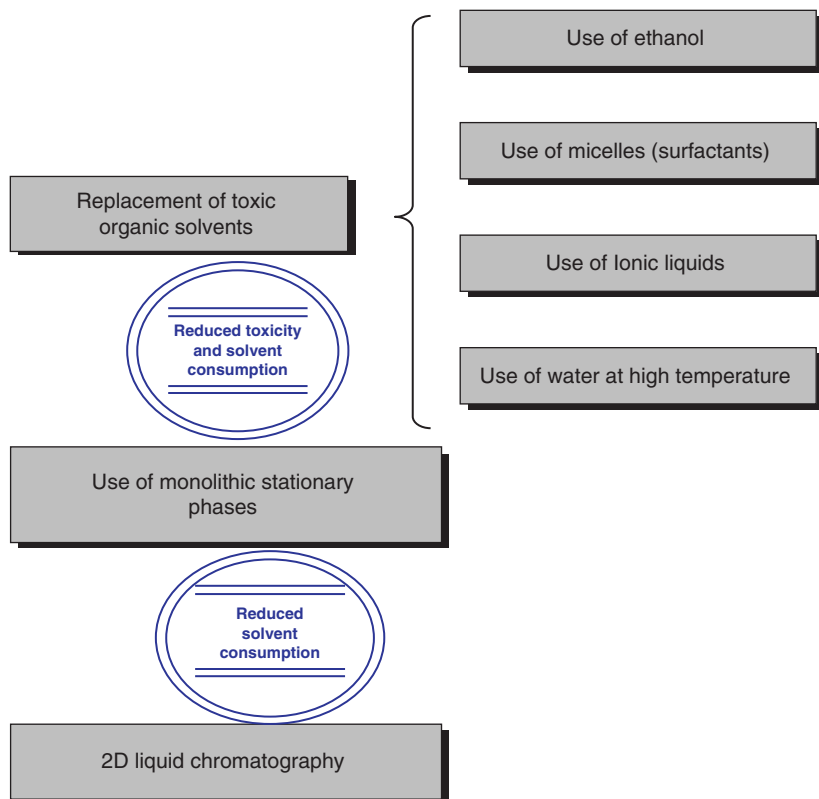 Use of ethanol
Use of micelles (surfactants)
Replacement of toxic
organic solvents
Use of Ionic liquids
Reduced toxicity
and solvent
consumption
Use of water at high temperature
Use of monolithic stationary
phases
Reduced
solvent
consumption
2D liquid chromatography